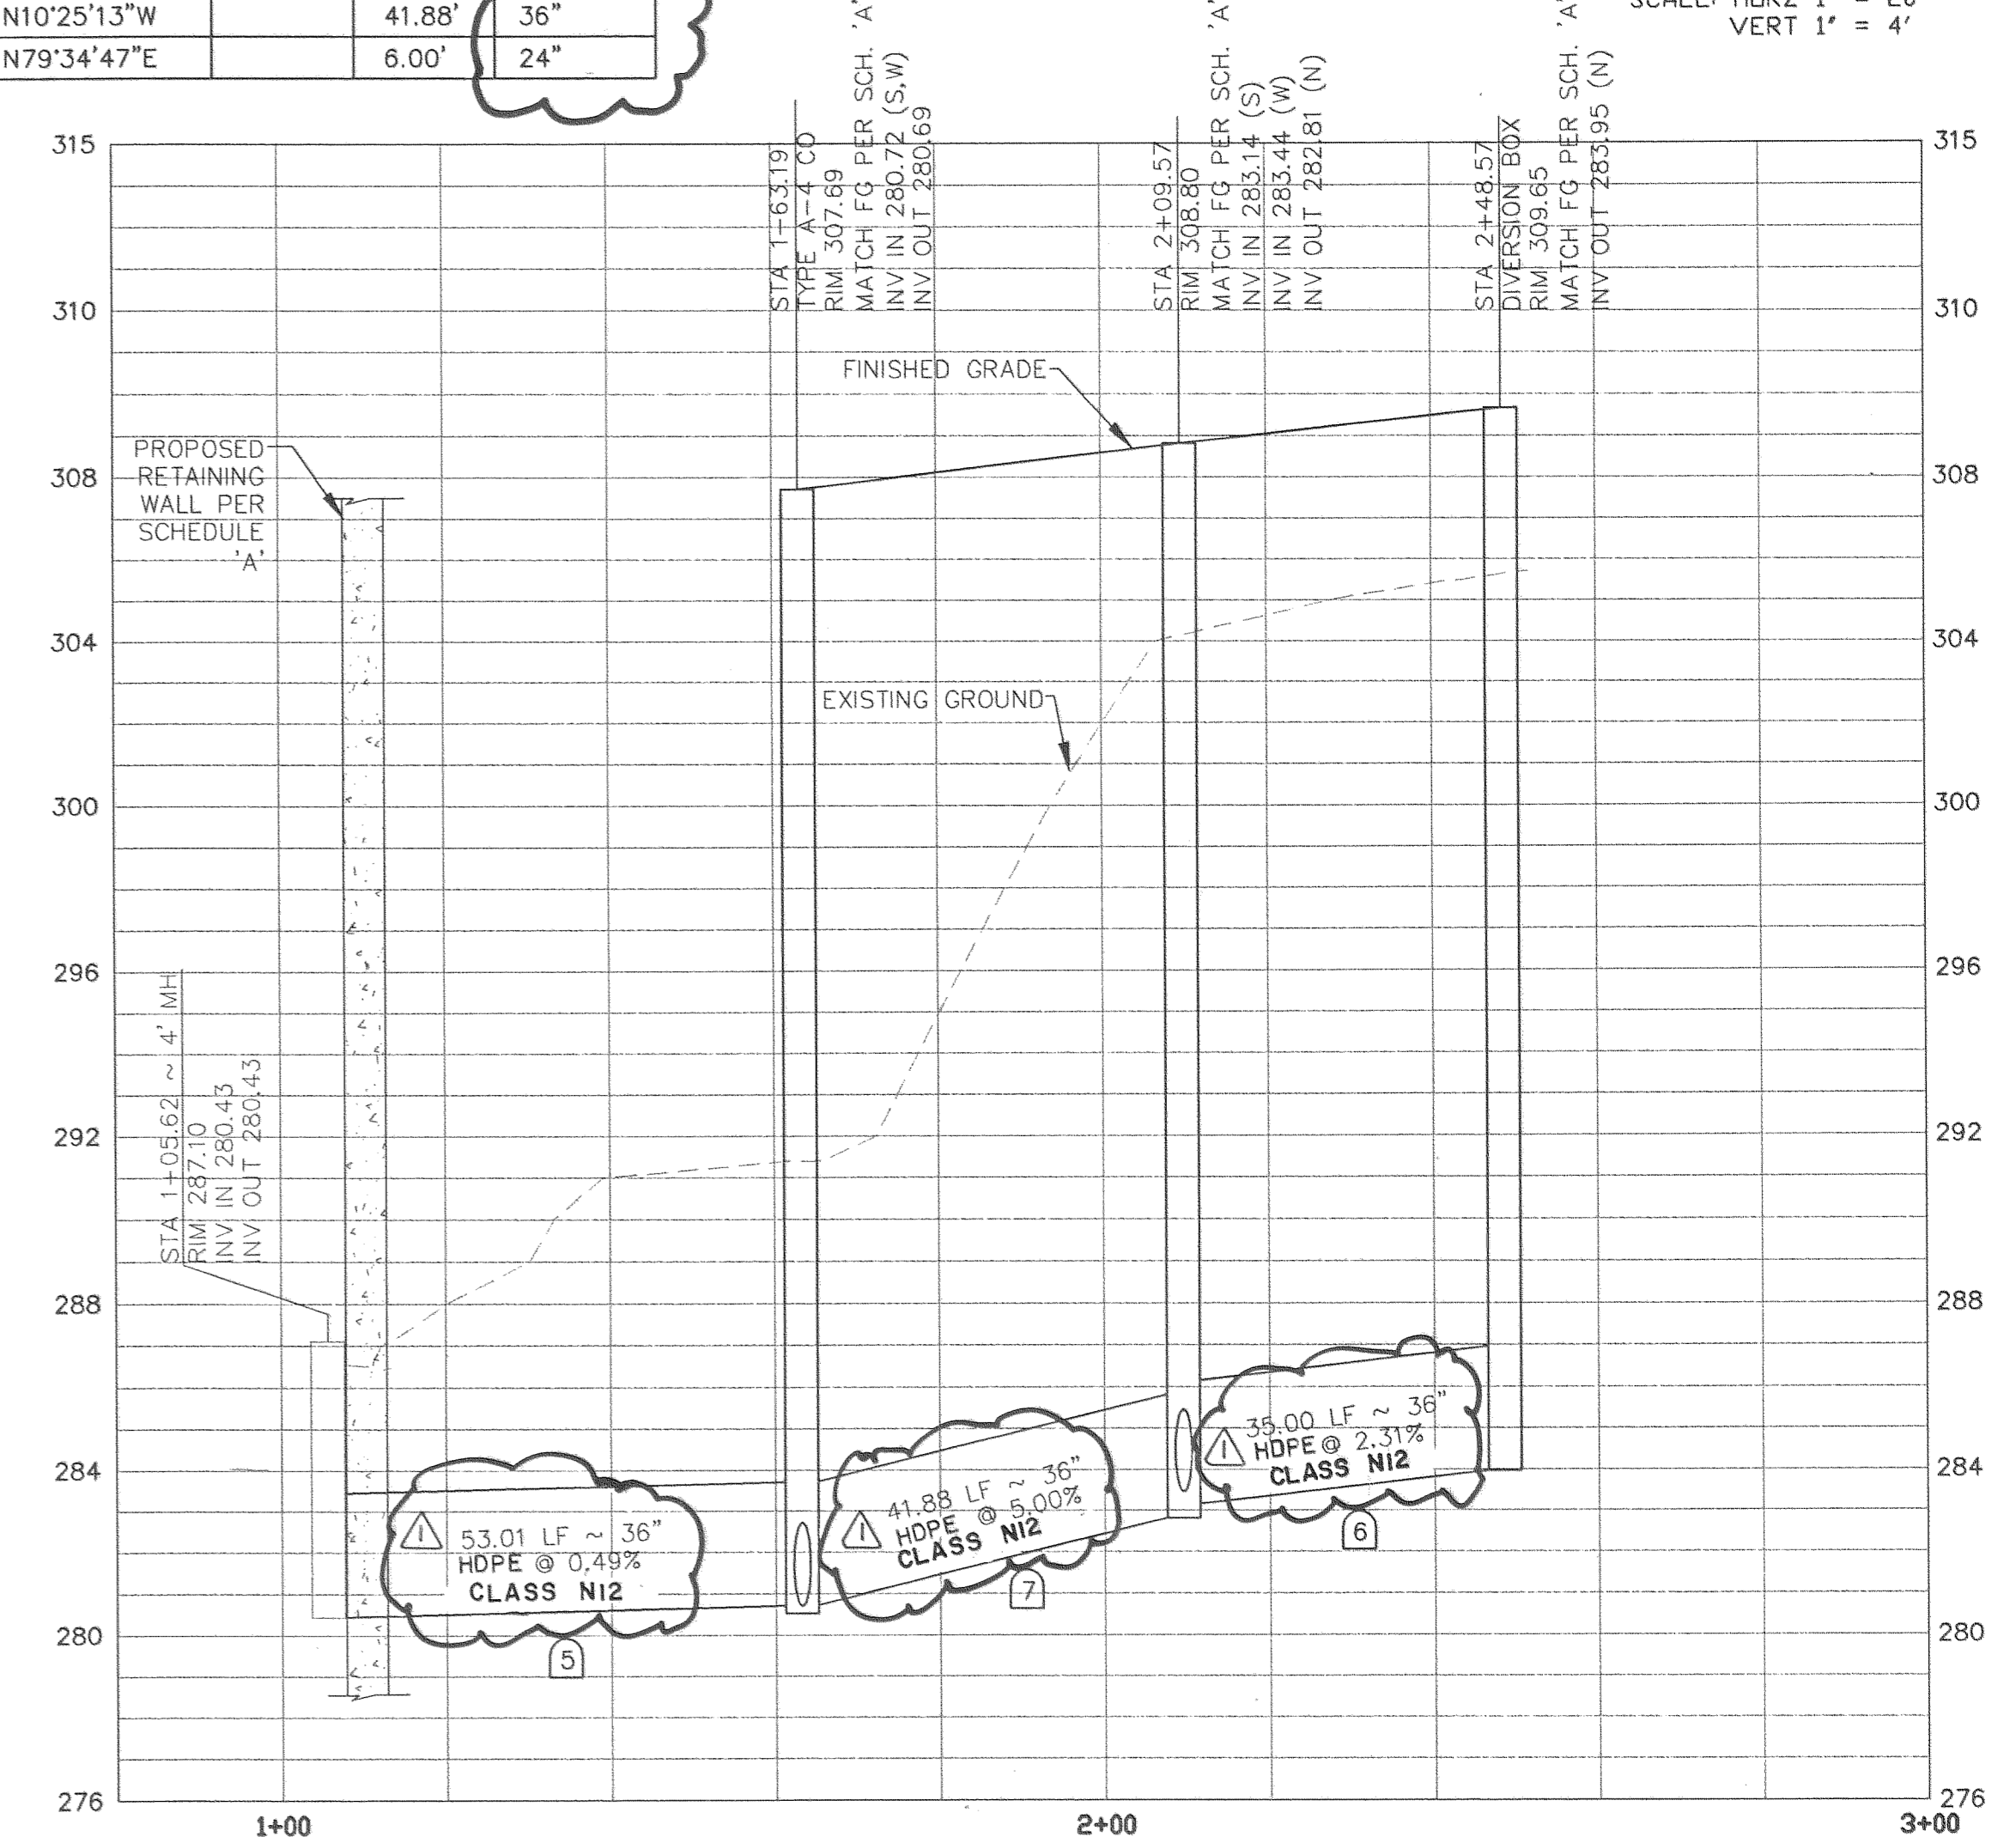 N10°25'13"W 41.88' 36"
N79°34'47"E 6.00' 24"
VERT 1" = 4'
315
310
308
304
300
296
292
288
284
280
276
315
310
308
304
300
296
292
288
284
280
276
1+00
2+00
3+00
STA 1-63.19
TYPE A-4 CO
RIM 307.69
MATCH FG PER SCH. 'A'
INV IN 280.72 (S,W)
INV OUT 280.69
STA 2+09.57
RIM 308.80
MATCH FG PER SCH. 'A'
INV IN 283.14 (S)
INV IN 283.44 (W)
INV OUT 282.81 (N)
STA 2+48.57
DIVERSION BOX
RIM 309.65
MATCH FG PER SCH. 'A'
INV OUT 283.95 (N)
FINISHED GRADE
PROPOSED
RETAINING
WALL PER
SCHEDULE
'A'
EXISTING GROUND
STA 1+05.62 ~ 4' MH
RIM 287.10
INV IN 280.43
INV OUT 280.43
1
53.01 LF ~ 36"
HDPE @ 0.49%
CLASS N12
5
1
41.88 LF ~ 36"
HDPE @ 5.00%
CLASS N12
7
1
35.00 LF ~ 36"
HDPE @ 2.31%
CLASS N12
6